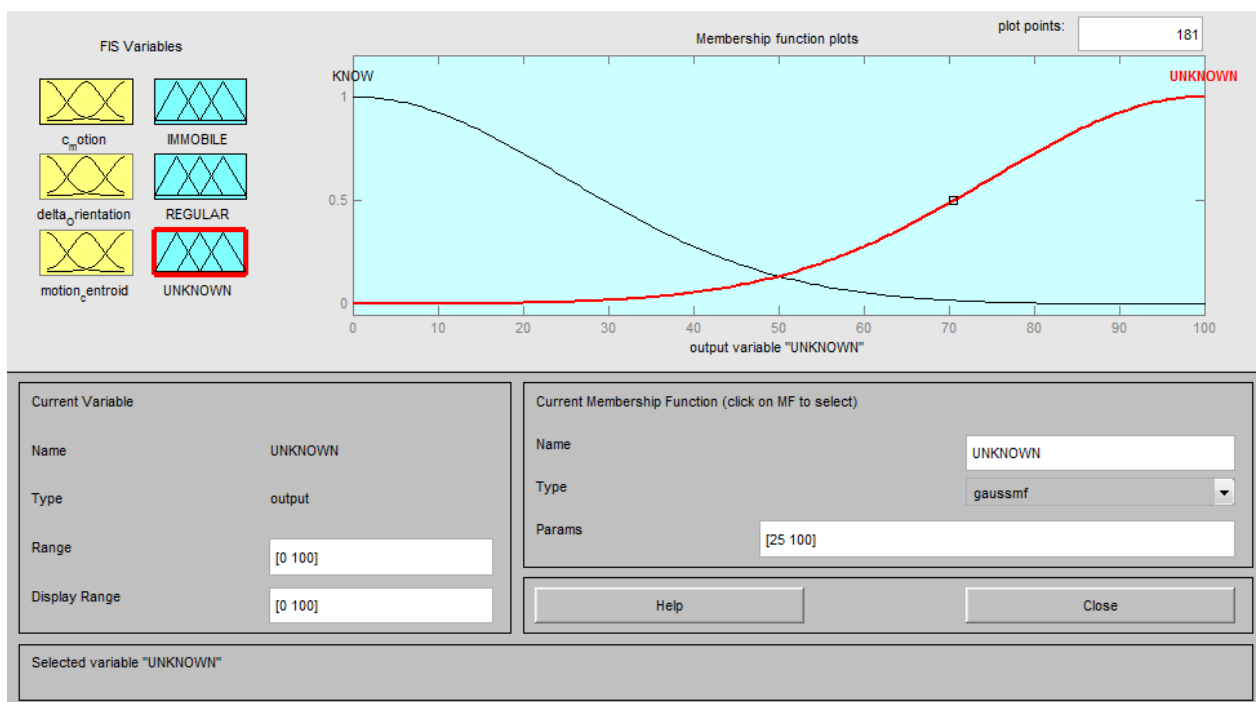 FIS Variables
c_motion
IMMOBILE
delta_Orientation
REGULAR
motion_centroid
UNKNOWN
Membership function plots
plot points:
181
KNOW
UNKNOWN
1
0.5
0
0 10 20 30 40 50 60 70 80 90 100
output variable "UNKNOWN"
Current Variable
Name UNKNOWN
Type output
Range [0 100]
Display Range [0 100]
Current Membership Function (click on MF to select)
Name UNKNOWN
Type gaussmf
Params [25 100]
Help Close
Selected variable "UNKNOWN"